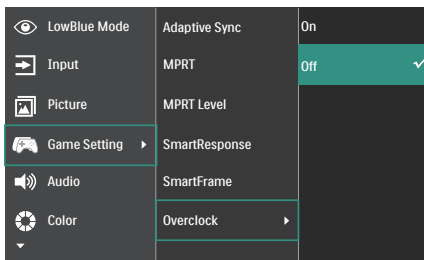 LowBlue Mode
Input
Picture
Game Setting
Audio
Color
Adaptive Sync
MPRT
MPRT Level
SmartResponse
SmartFrame
Overclock
On
Off